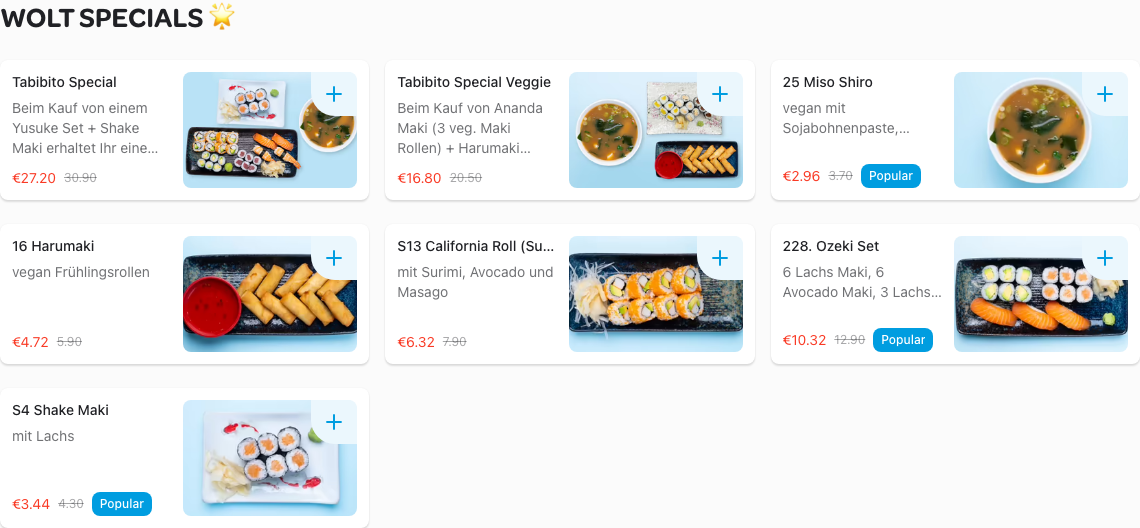 WOLT SPECIALS 🌟
Tabibito Special
Beim Kauf von einem
Yusuke Set + Shake
Maki erhaltet Ihr eine...
€27.20 30.90
Tabibito Special Veggie
Beim Kauf von Ananda
Maki (3 veg. Maki
Rollen) + Harumaki...
€16.80 20.50
25 Miso Shiro
vegan mit
Sojabohnenpaste,...
€2.96 3.70 Popular
16 Harumaki
vegan Frühlingsrollen
€4.72 5.90
S13 California Roll (Su...
mit Surimi, Avocado und
Masago
€6.32 7.90
228. Ozeki Set
6 Lachs Maki, 6
Avocado Maki, 3 Lachs...
€10.32 12.90 Popular
S4 Shake Maki
mit Lachs
€3.44 4.30 Popular